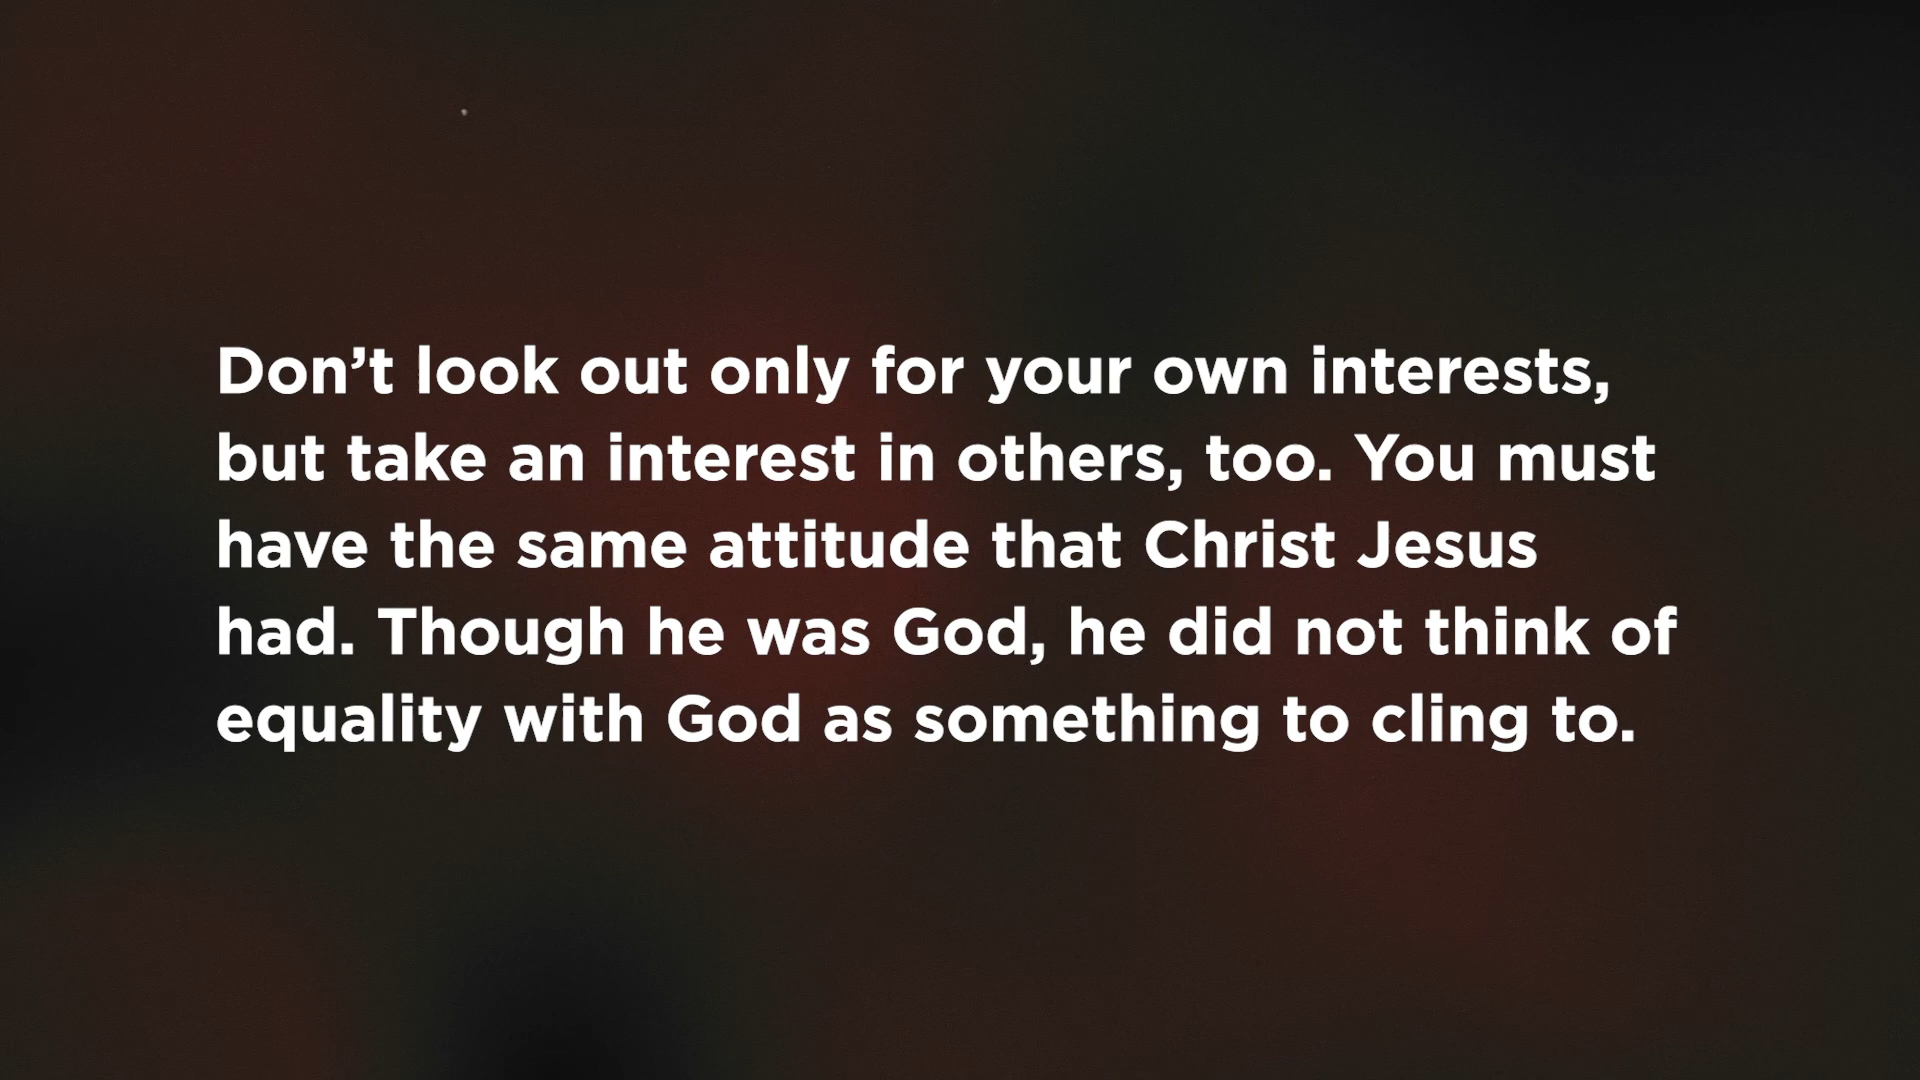 Don’t look out only for your own interests,
but take an interest in others, too. You must
have the same attitude that Christ Jesus
had. Though he was God, he did not think of
equality with God as something to cling to.